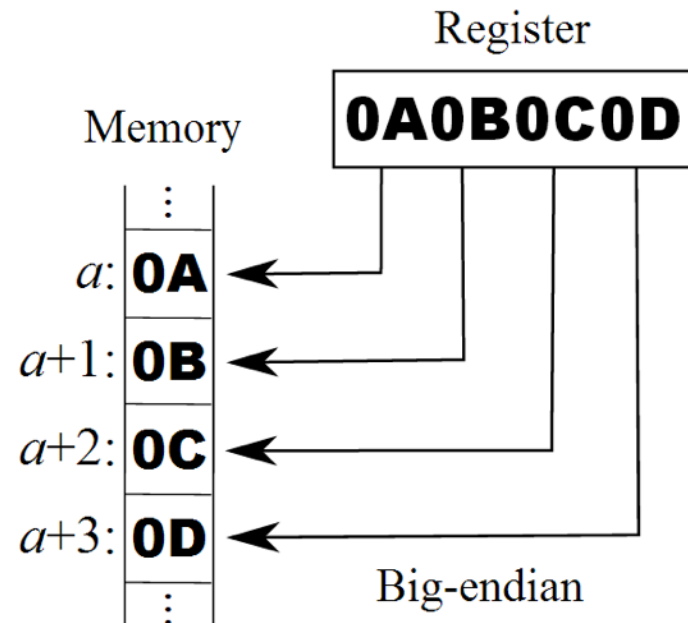 Register
0A0B0C0D
Memory
⋮
a: 0A
a+1: 0B
a+2: 0C
a+3: 0D
⋮
Big-endian